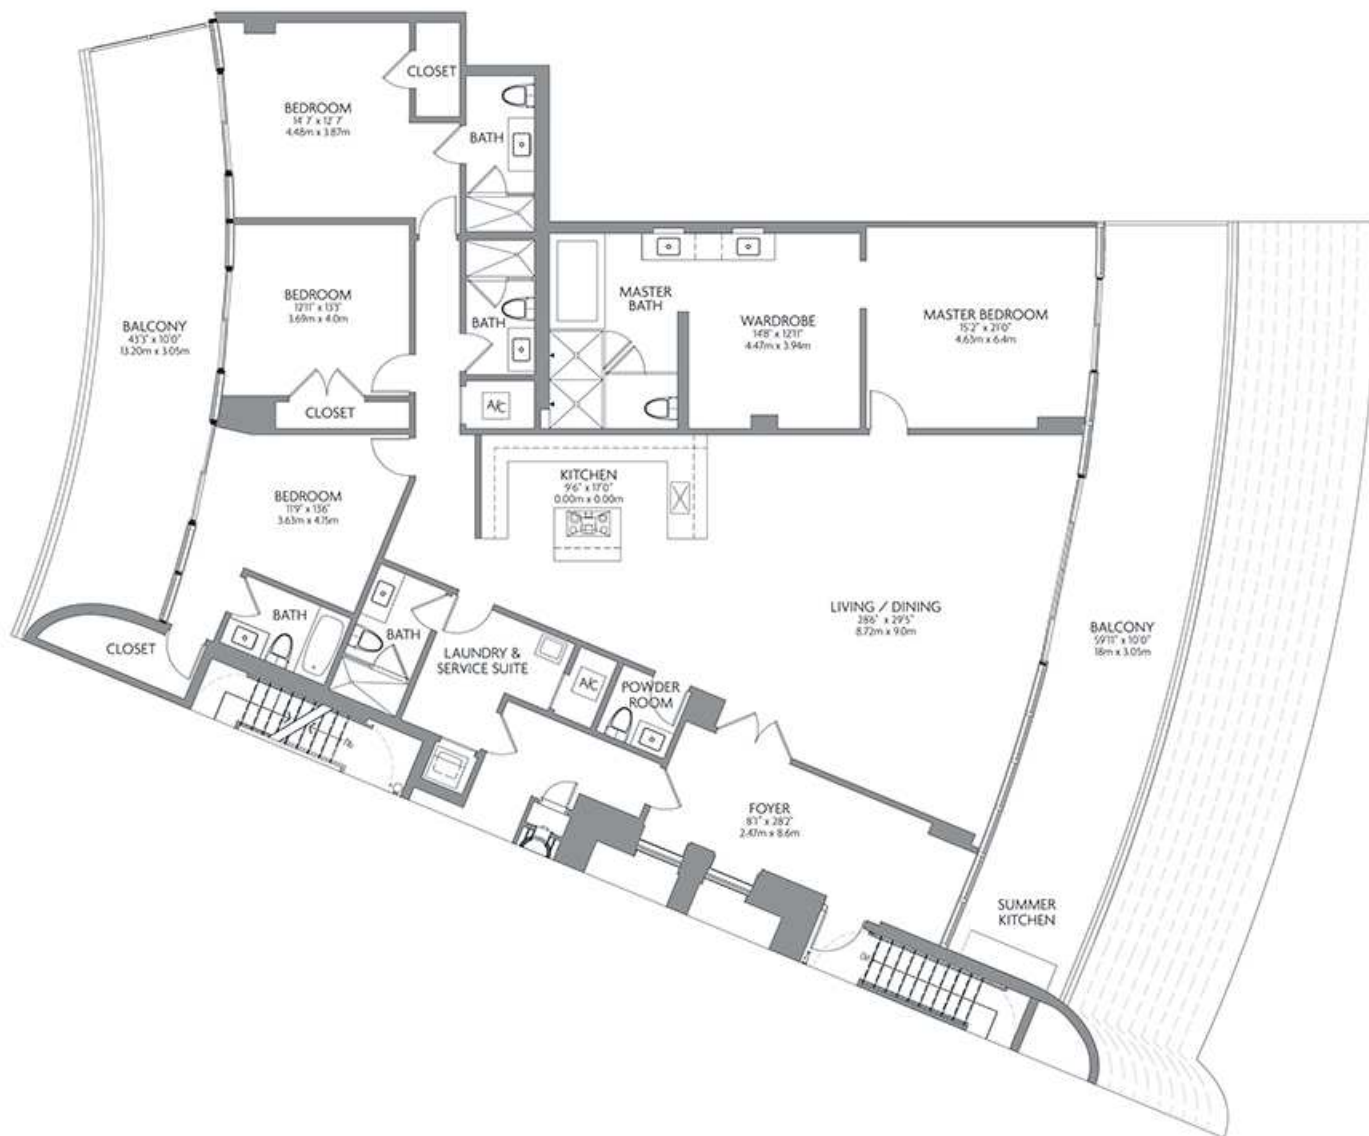 CLOSET
BEDROOM
14' 7" x 12' 7"
4.48m x 3.87m
BATH
BEDROOM
12'11" x 13'3"
3.69m x 4.0m
BATH
MASTER
BATH
WARDROBE
14'8" x 12'11"
4.47m x 3.94m
MASTER BEDROOM
15'2" x 21'0"
4.63m x 6.4m
BALCONY
43'3" x 10'0"
13.20m x 3.05m
CLOSET
A/C
KITCHEN
9'6" x 17'0"
0.00m x 0.00m
BEDROOM
11'9" x 13'6"
3.63m x 4.15m
LIVING / DINING
28'6" x 29'5"
8.72m x 9.0m
BALCONY
59'11" x 10'0"
18m x 3.05m
BATH
BATH
CLOSET
LAUNDRY &
SERVICE SUITE
A/C
POWDER
ROOM
FOYER
8'1" x 28'2"
2.47m x 8.6m
SUMMER
KITCHEN